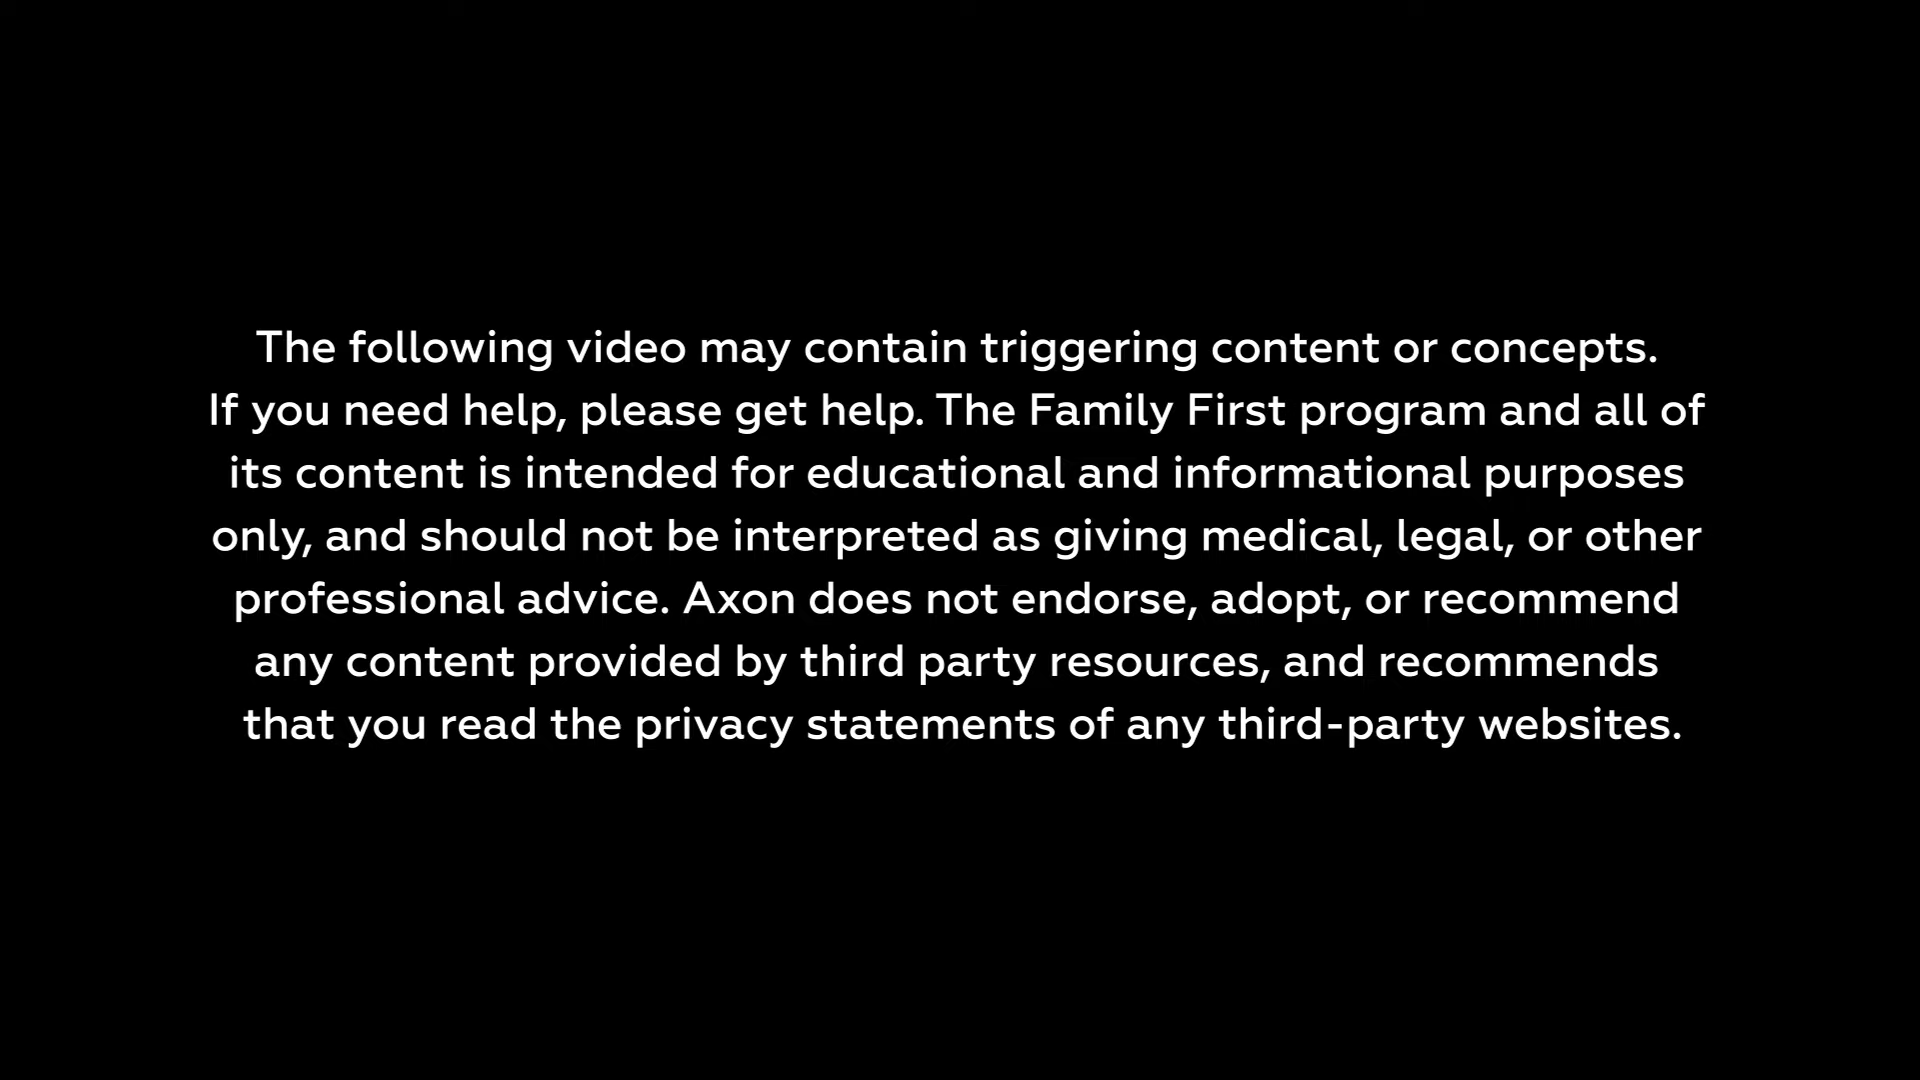 The following video may contain triggering content or concepts.
If you need help, please get help. The Family First program and all of
its content is intended for educational and informational purposes
only, and should not be interpreted as giving medical, legal, or other
professional advice. Axon does not endorse, adopt, or recommend
any content provided by third party resources, and recommends
that you read the privacy statements of any third-party websites.